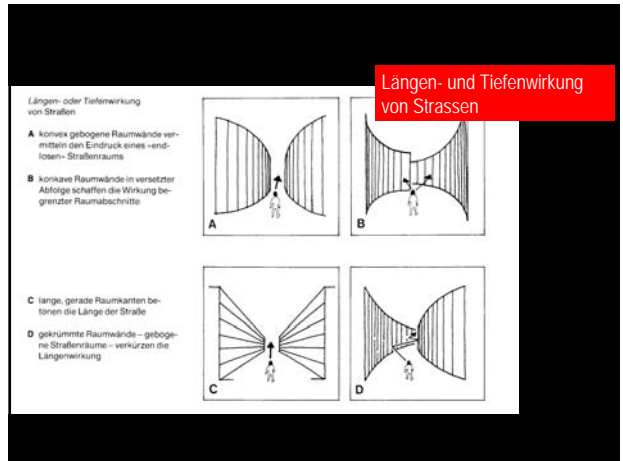 Längen- und Tiefenwirkung
von Strassen
Längen- oder Tiefenwirkung
von Straßen
A konvex gebogene Raumwände ver-
mitteln den Eindruck eines »end-
losen« Straßenraums
B konkave Raumwände in versetzter
Abfolge schaffen die Wirkung be-
grenzter Raumabschnitte
A
B
C lange, gerade Raumkanten be-
tonen die Länge der Straße
D gekrümmte Raumwände – geboge-
ne Straßenräume – verkürzen die
Längenwirkung
C
D